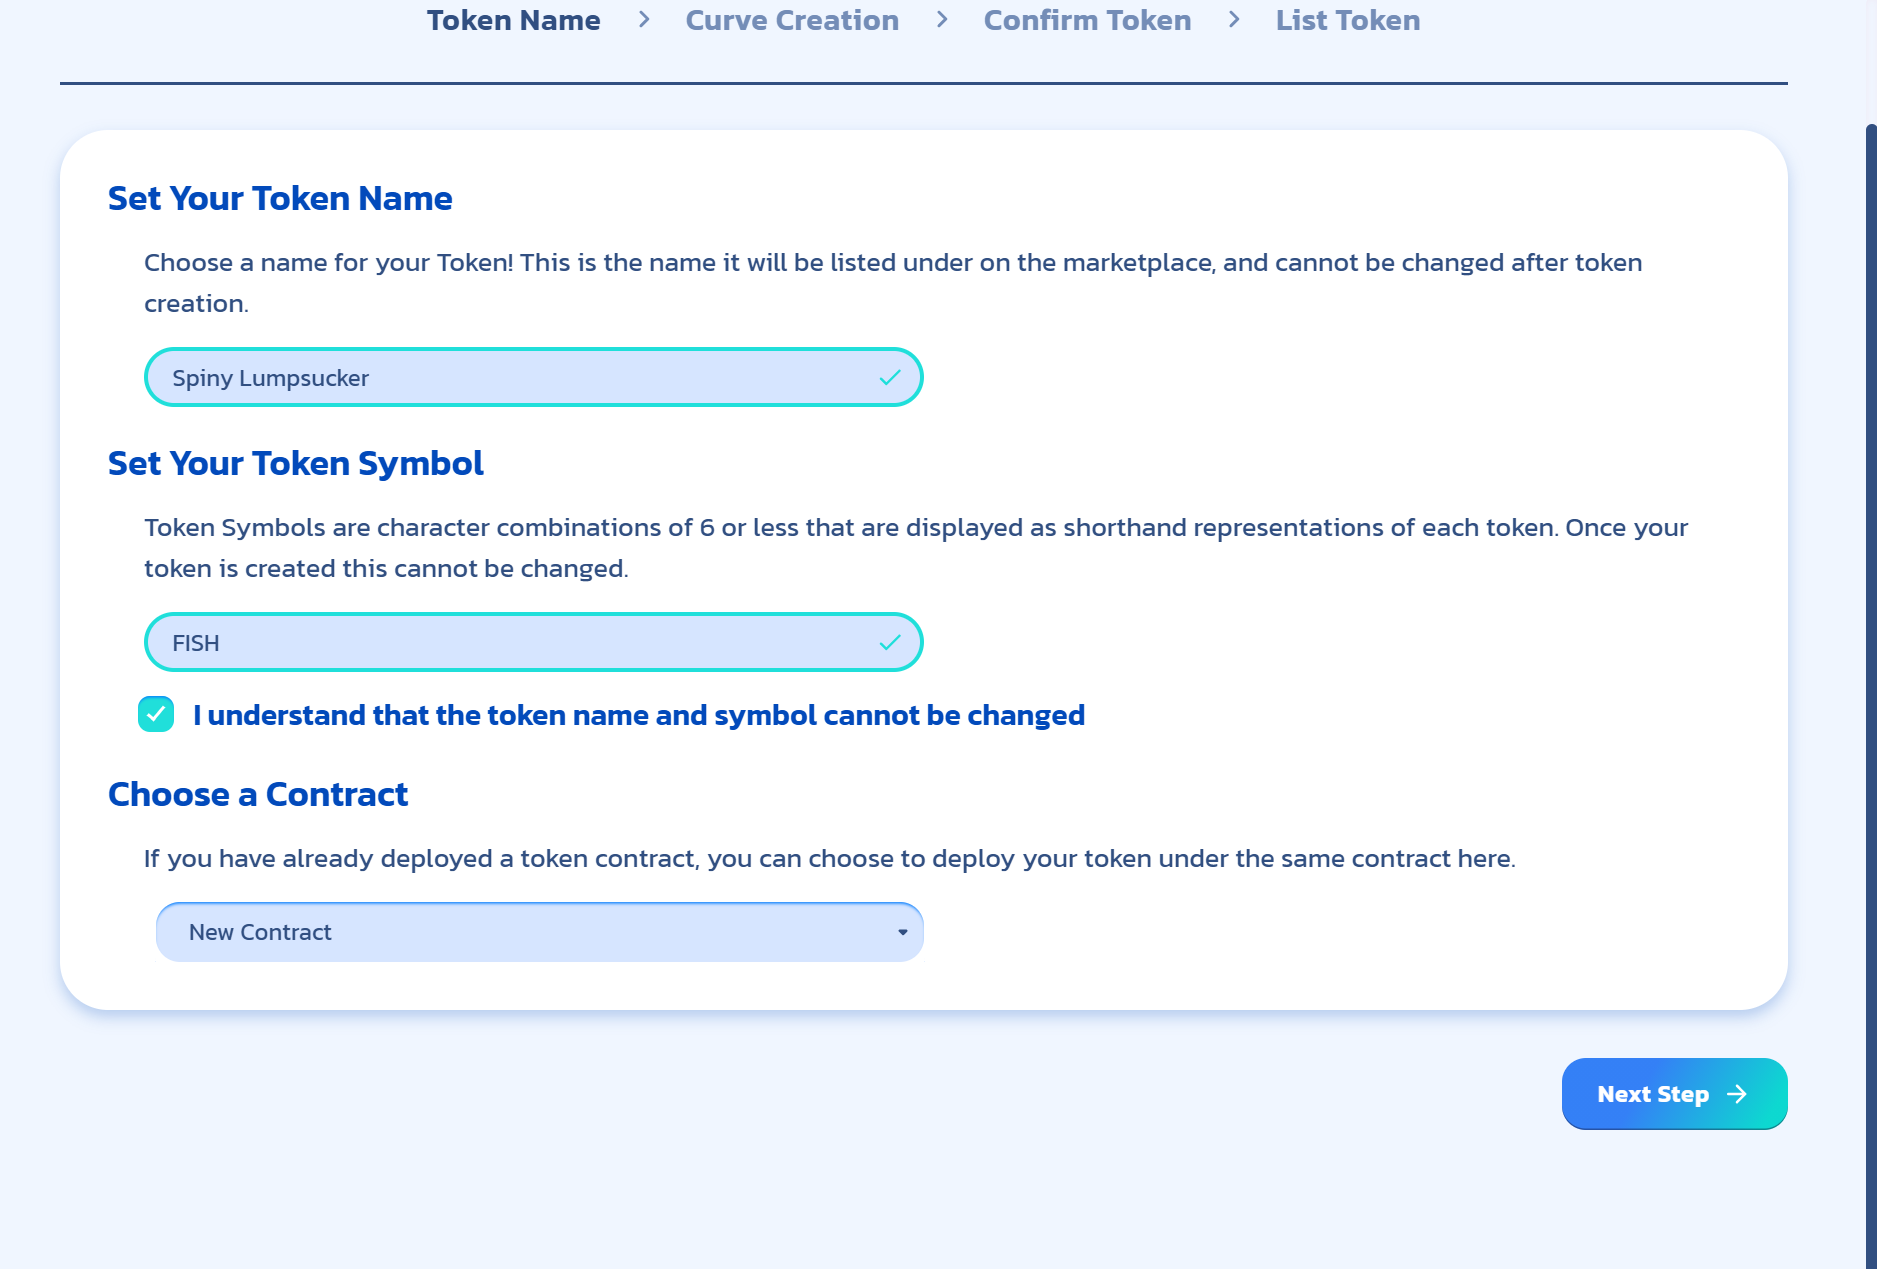 Token Name > Curve Creation > Confirm Token > List Token
Set Your Token Name
Choose a name for your Token! This is the name it will be listed under on the marketplace, and cannot be changed after token
creation.
Spiny Lumpsucker
Set Your Token Symbol
Token Symbols are character combinations of 6 or less that are displayed as shorthand representations of each token. Once your
token is created this cannot be changed.
FISH
I understand that the token name and symbol cannot be changed
Choose a Contract
If you have already deployed a token contract, you can choose to deploy your token under the same contract here.
New Contract
Next Step